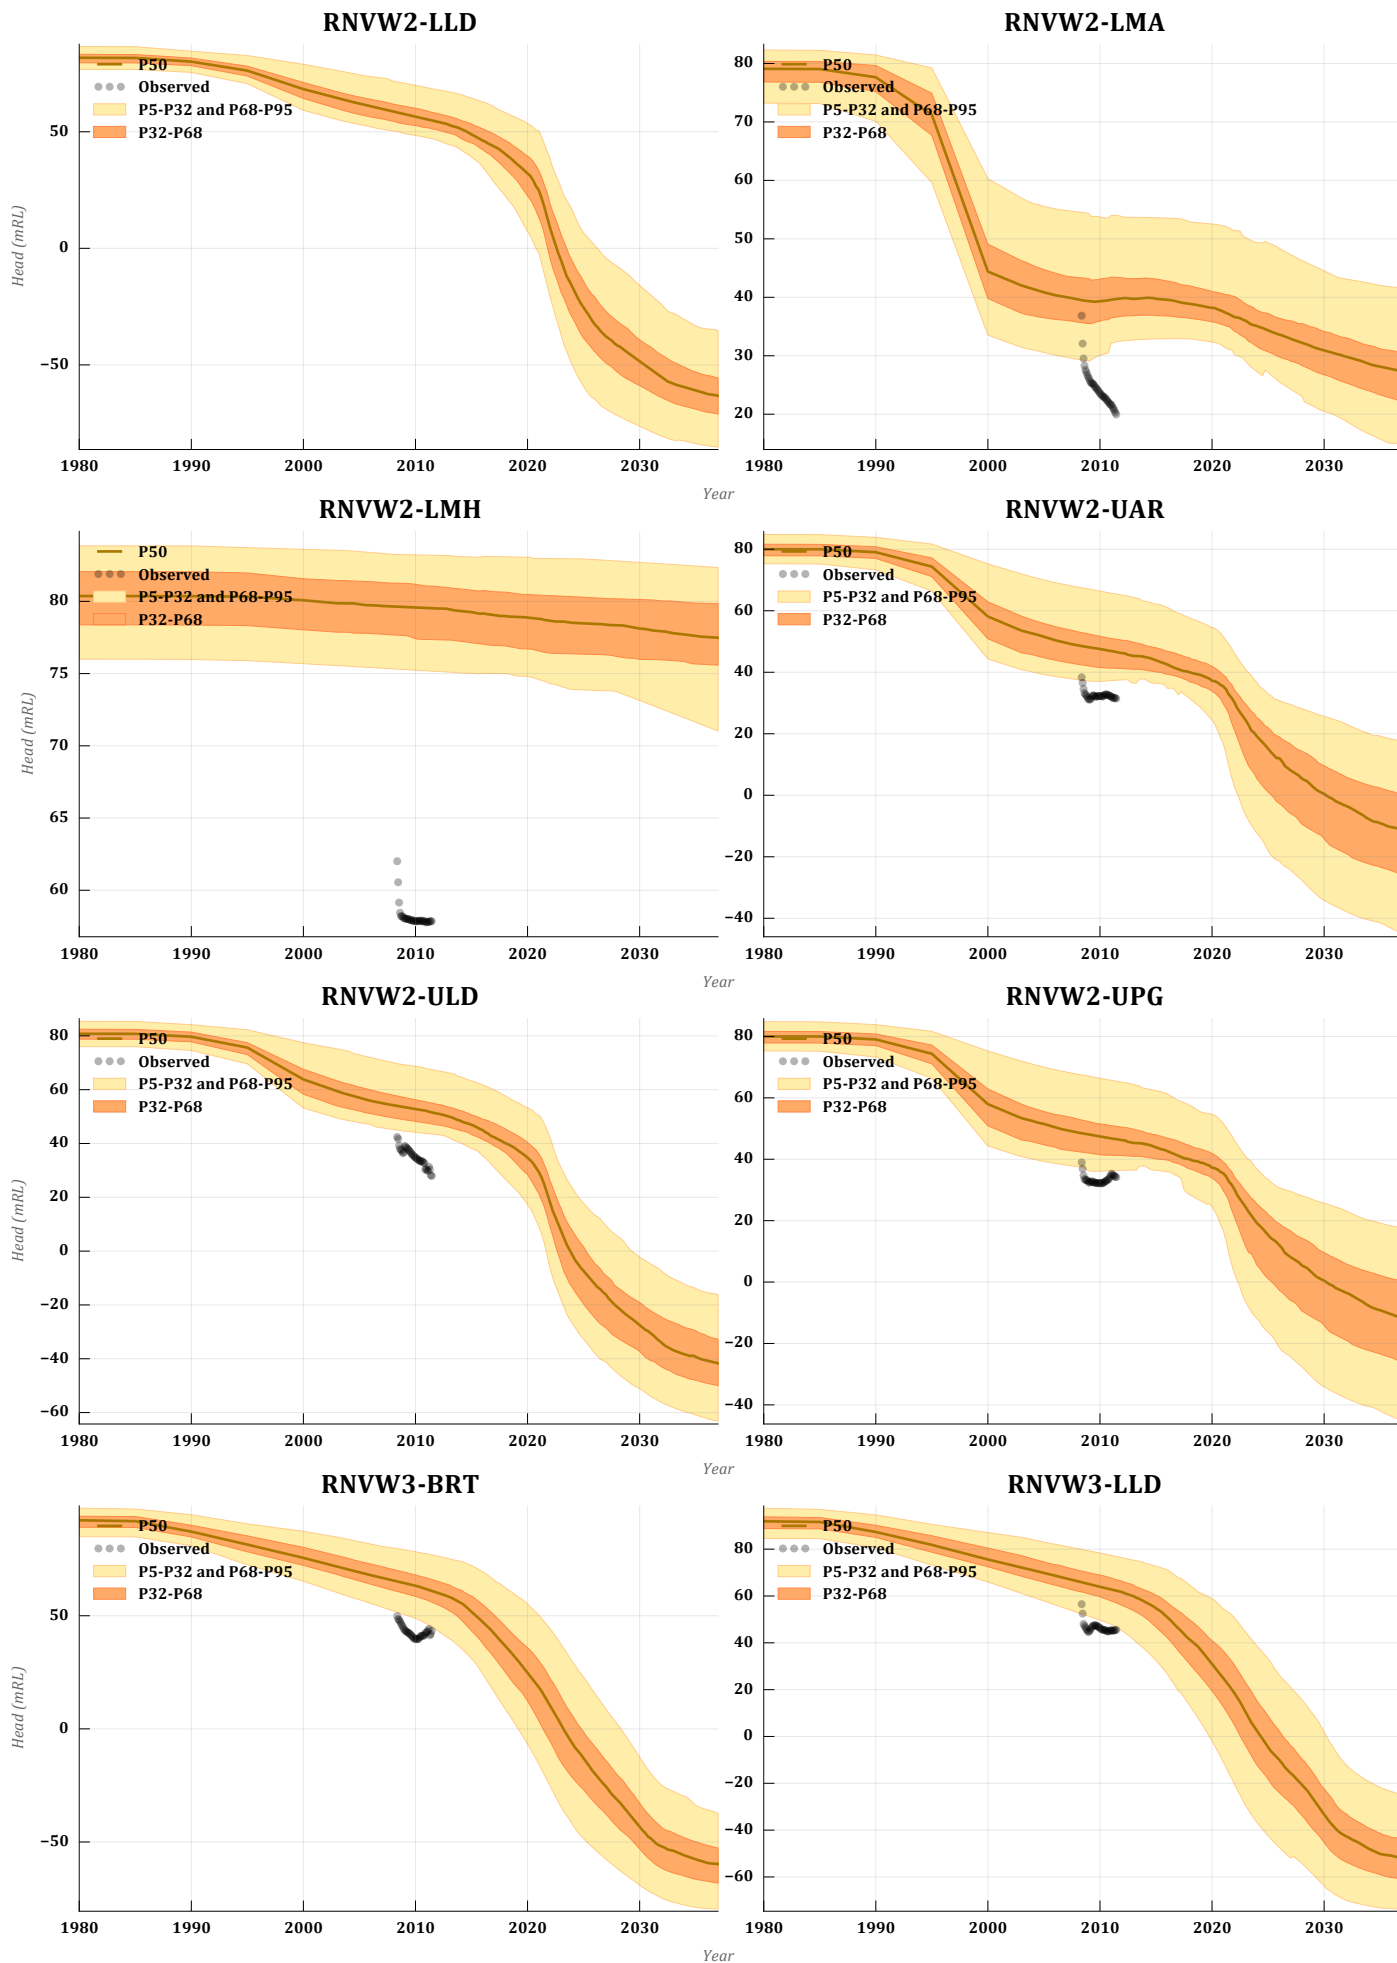 RNVW2-LLD
P50
Observed
P5-P32 and P68-P95
P32-P68
Head (mRL)
50
0
−50
1980 1990 2000 2010 2020 2030
Year
RNVW2-LMA
P50
Observed
P5-P32 and P68-P95
P32-P68
80
70
60
50
40
30
20
1980 1990 2000 2010 2020 2030
RNVW2-LMH
P50
Observed
P5-P32 and P68-P95
P32-P68
Head (mRL)
80
75
70
65
60
1980 1990 2000 2010 2020 2030
Year
RNVW2-UAR
P50
Observed
P5-P32 and P68-P95
P32-P68
80
60
40
20
0
−20
−40
1980 1990 2000 2010 2020 2030
RNVW2-ULD
P50
Observed
P5-P32 and P68-P95
P32-P68
Head (mRL)
80
60
40
20
0
−20
−40
−60
1980 1990 2000 2010 2020 2030
Year
RNVW2-UPG
P50
Observed
P5-P32 and P68-P95
P32-P68
80
60
40
20
0
−20
−40
1980 1990 2000 2010 2020 2030
RNVW3-BRT
P50
Observed
P5-P32 and P68-P95
P32-P68
Head (mRL)
50
0
−50
1980 1990 2000 2010 2020 2030
Year
RNVW3-LLD
P50
Observed
P5-P32 and P68-P95
P32-P68
80
60
40
20
0
−20
−40
−60
1980 1990 2000 2010 2020 2030